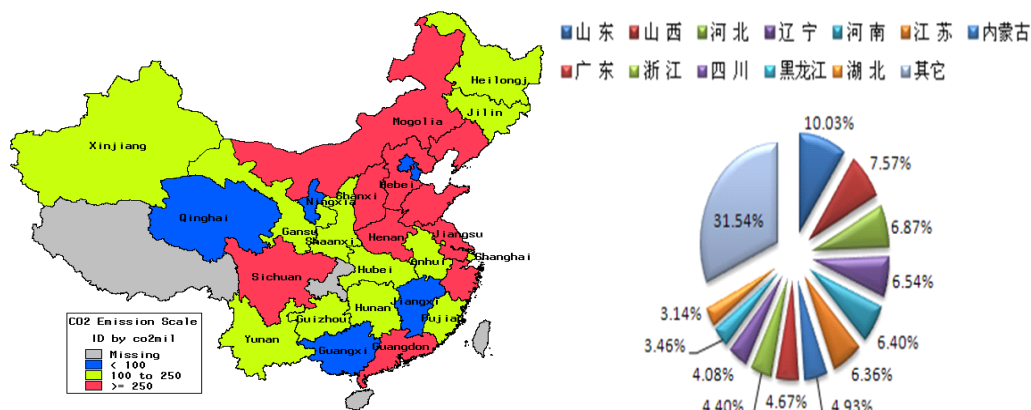 Heilongj
Jilin
Mogolia
Xinjiang
Hebei
Shanxi
Ningxia
Qinghai
Gansu
Shaanxi
Henan
Jiangsu
Shanghai
Anhui
Sichuan
Hubei
Jiangxi
Hunan
Guizhou
Fujia
Yunan
Guangxi
Guangdon
CO2 Emission Scale
ID by co2mil
Missing
< 100
100 to 250
>= 250
山东 山西 河北 辽宁 河南 江苏 内蒙古
广东 浙江 四川 黑龙江 湖北 其它
10.03%
7.57%
6.87%
6.54%
6.40%
6.36%
4.93%
4.67%
4.40%
4.08%
3.46%
3.14%
31.54%